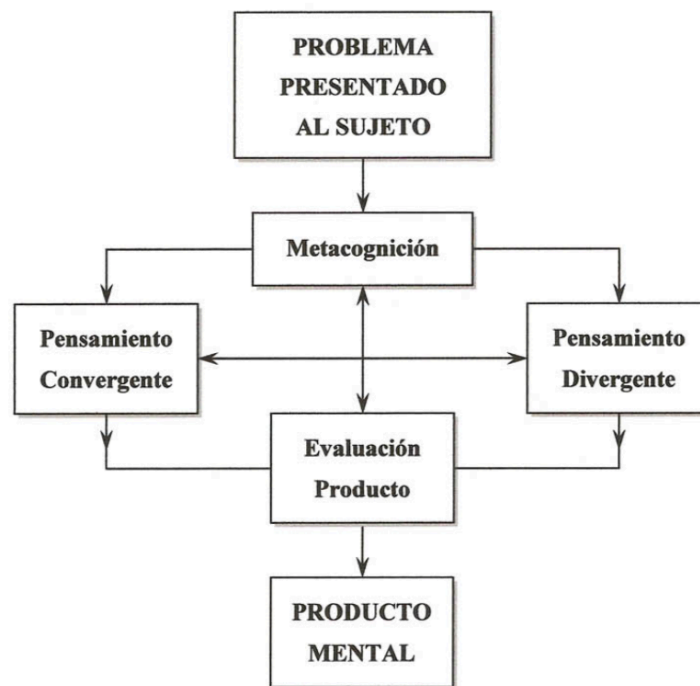 PROBLEMA
PRESENTADO
AL SUJETO
Metacognición
Pensamiento
Convergente
Pensamiento
Divergente
Evaluación
Producto
PRODUCTO
MENTAL